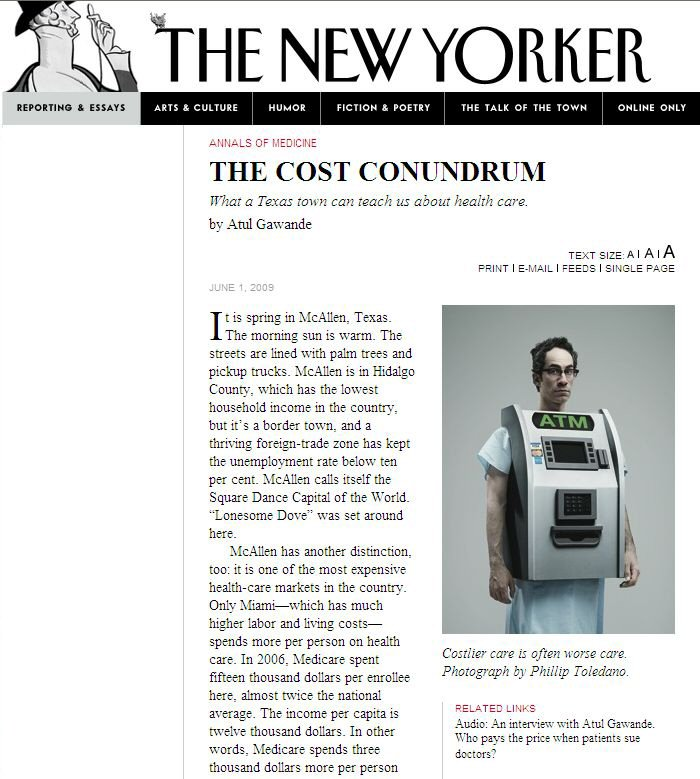 THE NEW YORKER
REPORTING & ESSAYS
ARTS & CULTURE
HUMOR
FICTION & POETRY
THE TALK OF THE TOWN
ONLINE ONLY
ANNALS OF MEDICINE
THE COST CONUNDRUM
What a Texas town can teach us about health care.
by Atul Gawande
TEXT SIZE: A | A | A
PRINT | E-MAIL | FEEDS | SINGLE PAGE
JUNE 1, 2009
It is spring in McAllen, Texas.
The morning sun is warm. The
streets are lined with palm trees and
pickup trucks. McAllen is in Hidalgo
County, which has the lowest
household income in the country,
but it’s a border town, and a
thriving foreign-trade zone has kept
the unemployment rate below ten
per cent. McAllen calls itself the
Square Dance Capital of the World.
“Lonesome Dove” was set around
here.
McAllen has another distinction,
too: it is one of the most expensive
health-care markets in the country.
Only Miami—which has much
higher labor and living costs—
spends more per person on health
care. In 2006, Medicare spent
fifteen thousand dollars per enrollee
here, almost twice the national
average. The income per capita is
twelve thousand dollars. In other
words, Medicare spends three
thousand dollars more per person
ATM
Costlier care is often worse care.
Photograph by Phillip Toledano.
RELATED LINKS
Audio: An interview with Atul Gawande.
Who pays the price when patients sue
doctors?